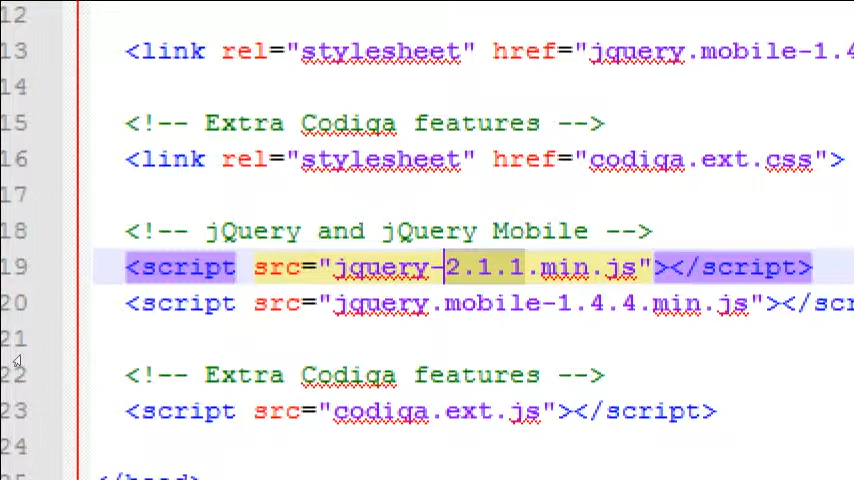 12
13 <link rel="stylesheet" href="jquery.mobile-1.4
14
15 <!-- Extra Codiqa features -->
16 <link rel="stylesheet" href="codiqa.ext.css">
17
18 <!-- jQuery and jQuery Mobile -->
19 <script src="jquery-2.1.1.min.js"></script>
20 <script src="jquery.mobile-1.4.4.min.js"></scr
21
22 <!-- Extra Codiqa features -->
23 <script src="codiqa.ext.js"></script>
24
25 </head>